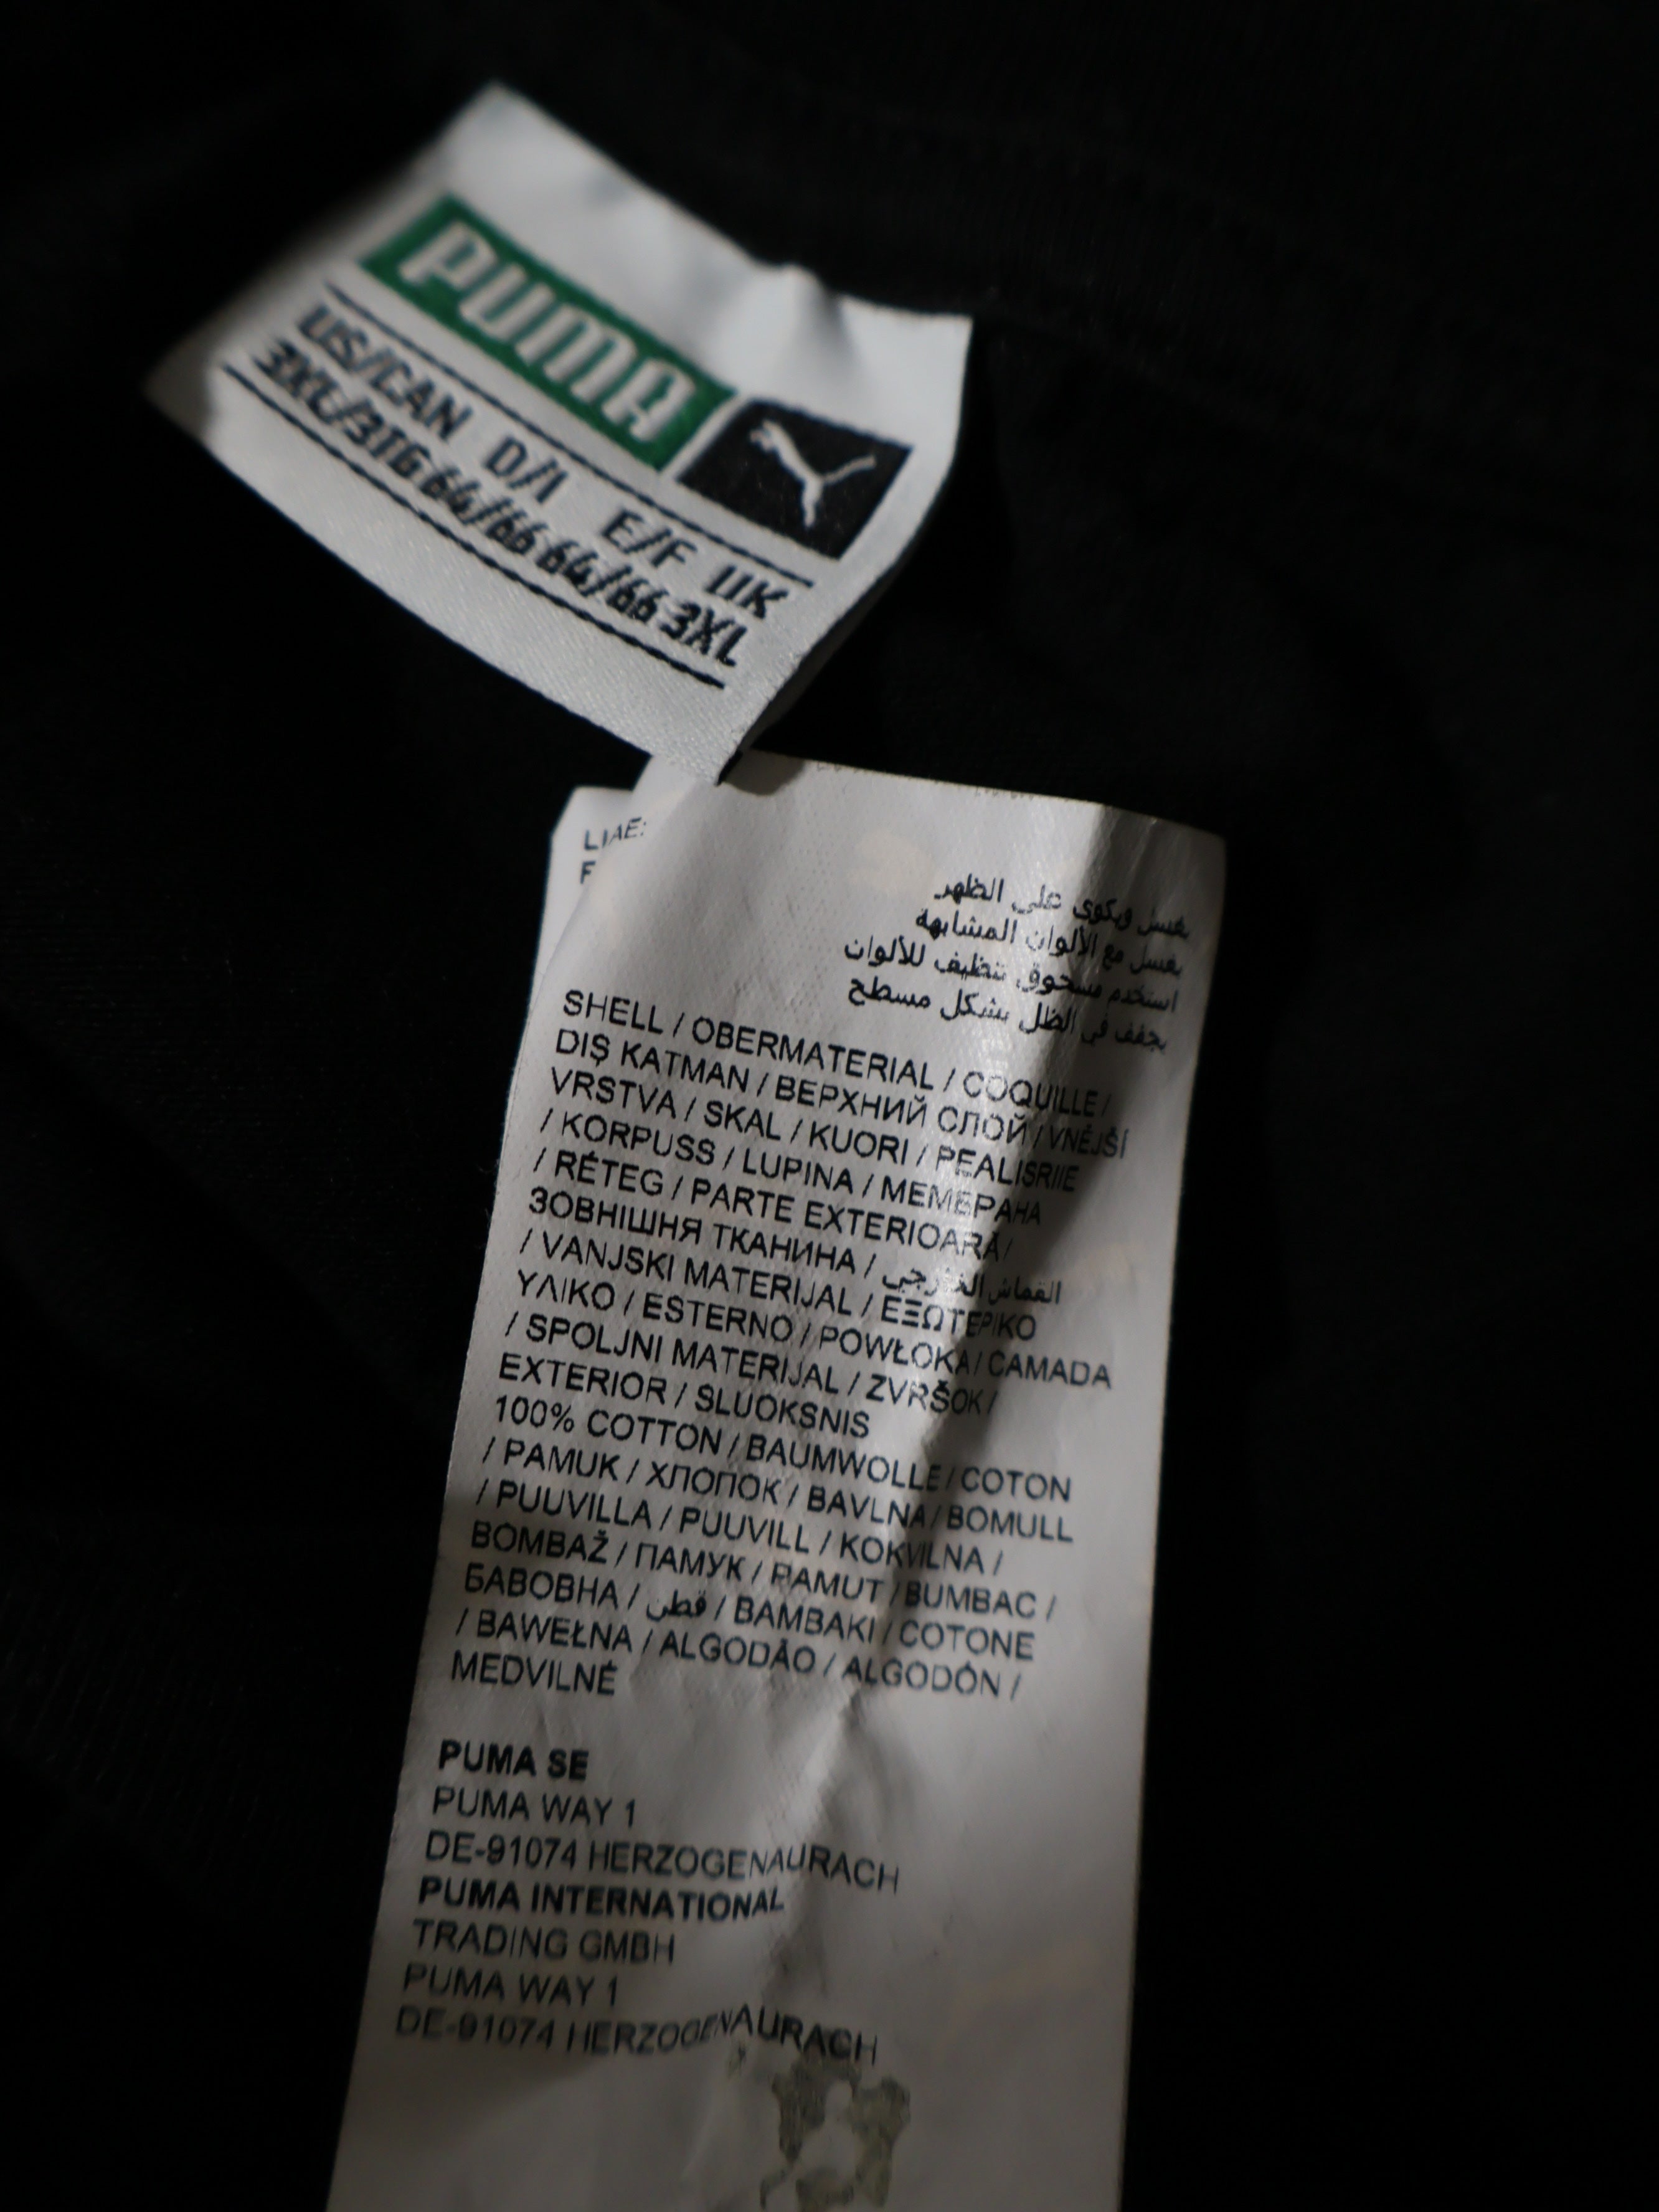 PUMA
US/CAN D/I E/F UK
3XL/3TG 64/66 64/66 3XL
يغسل ويكوى على الظهر
يغسل مع الألوان المشابهة
استخدم مسحوق تنظيف للألوان
يجفف في الظل بشكل مسطح
SHELL / OBERMATERIAL / COQUILLE /
DIŞ KATMAN / ВЕРХНИЙ СЛОЙ / VNĚJŠÍ
VRSTVA / SKAL / KUORI / PEALISRIIE
/ KORPUSS / LUPINA / МЕМБРАНА
/ RÉTEG / PARTE EXTERIOARĂ /
ЗОВНІШНЯ ТКАНИНА / القماش الخارجي
/ VANJSKI MATERIJAL / ΕΞΩΤΕΡΙΚΟ
ΥΛΙΚΟ / ESTERNO / POWŁOKA / CAMADA
/ SPOLJNI MATERIJAL / ZVRŠOK /
EXTERIOR / SLUOKSNIS
100% COTTON / BAUMWOLLE / COTON
/ PAMUK / ХЛОПОК / BAVLNA / BOMULL
/ PUUVILLA / PUUVILL / KOKVILNA /
BOMBAŽ / ПАМУК / PAMUT / BUMBAC /
БАВОВНА / قطن / BAMBAKI / COTONE
/ BAWEŁNA / ALGODÃO / ALGODÓN /
MEDVILNĖ
PUMA SE
PUMA WAY 1
DE-91074 HERZOGENAURACH
PUMA INTERNATIONAL
TRADING GMBH
PUMA WAY 1
DE-91074 HERZOGENAURACH